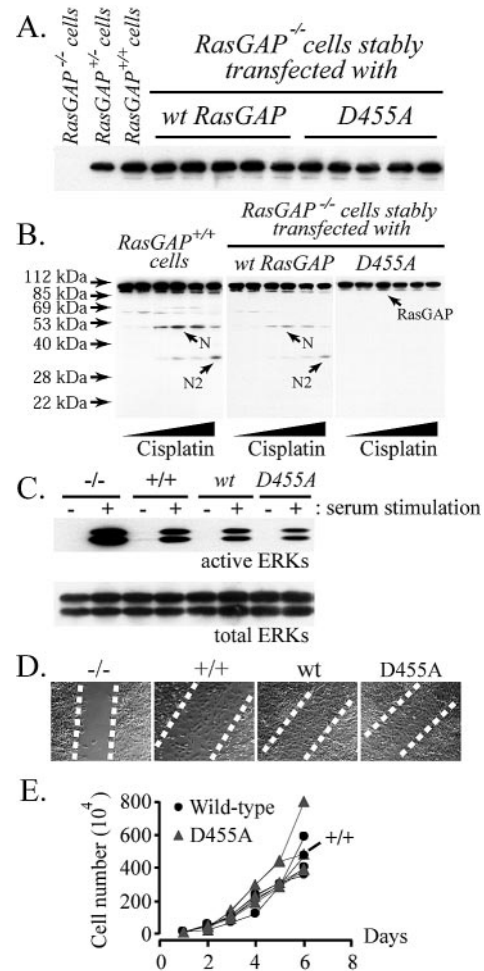 A.
RasGAP-/- cells
RasGAP+/- cells
RasGAP+/+ cells
RasGAP-/- cells stably
transfected with
wt RasGAP
D455A
B.
RasGAP+/+
cells
RasGAP-/- cells stably
transfected with
wt RasGAP
D455A
112 kDa
85 kDa
69 kDa
53 kDa
40 kDa
28 kDa
22 kDa
N
N2
N
N2
RasGAP
Cisplatin
Cisplatin
Cisplatin
C.
-/- +/+ wt D455A
- + - + - + - + : serum stimulation
active ERKs
total ERKs
D.
-/- +/+ wt D455A
E.
Cell number (10^4)
800
600
400
200
0
Wild-type
D455A
+/+
0 2 4 6 8
Days